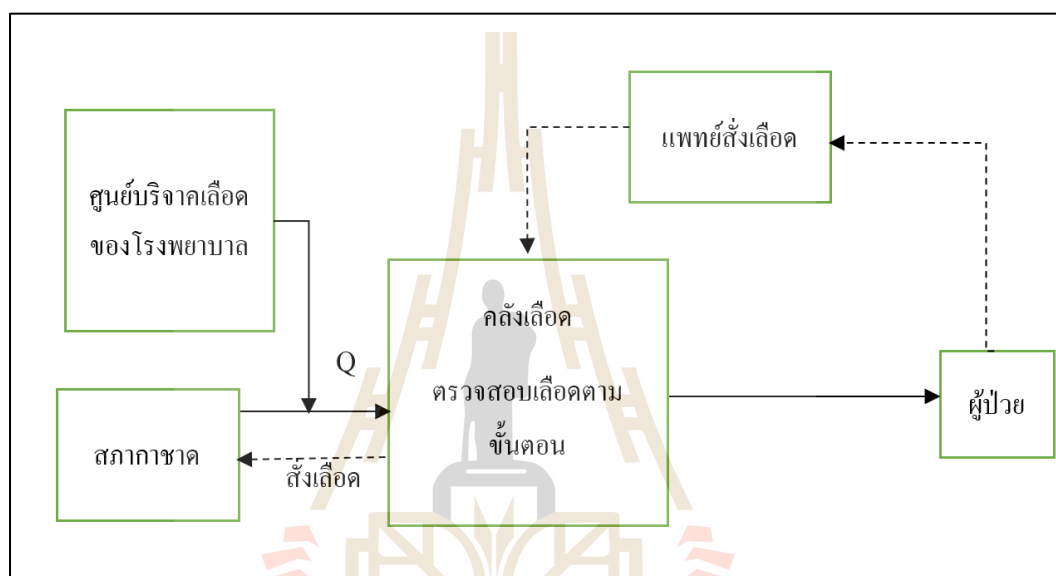 แพทย์สั่งเลือด
ศูนย์บริจาคเลือด
ของโรงพยาบาล
คลังเลือด
Q
ตรวจสอบเลือดตาม
ขั้นตอน
ผู้ป่วย
สภากาชาด
สั่งเลือด